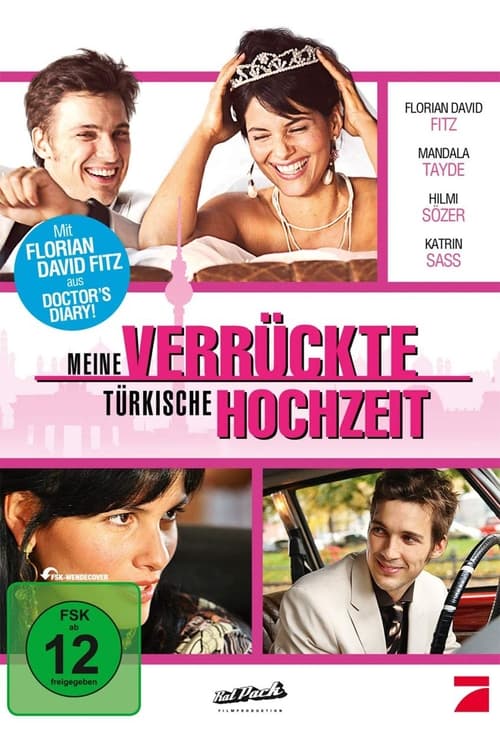 FLORIAN DAVID
FITZ
MANDALA
TAYDE
HILMI
SÖZER
KATRIN
SASS
Mit
FLORIAN
DAVID FITZ
aus
DOCTOR'S
DIARY!
MEINE VERRÜCKTE
TÜRKISCHE HOCHZEIT
FSK-WENDECOVER
FSK
ab
12
freigegeben
Rat Pack
FILMPRODUCTION
7